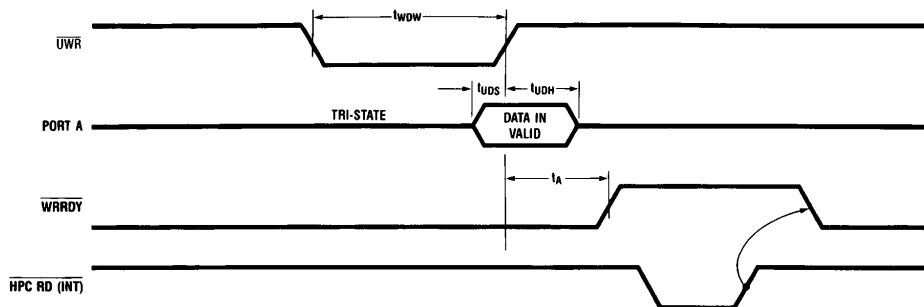 tWDW
UWR
tUDS
tUDH
TRI-STATE
DATA IN
VALID
PORT A
tA
WRRDY
HPC RD (INT)